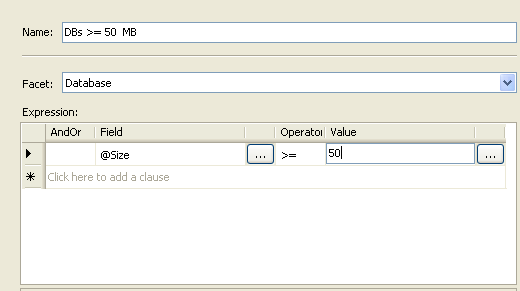 Name: DBs >= 50 MB
Facet: Database
Expression:
AndOr Field Operator Value
@Size ... >= 50 ...
Click here to add a clause